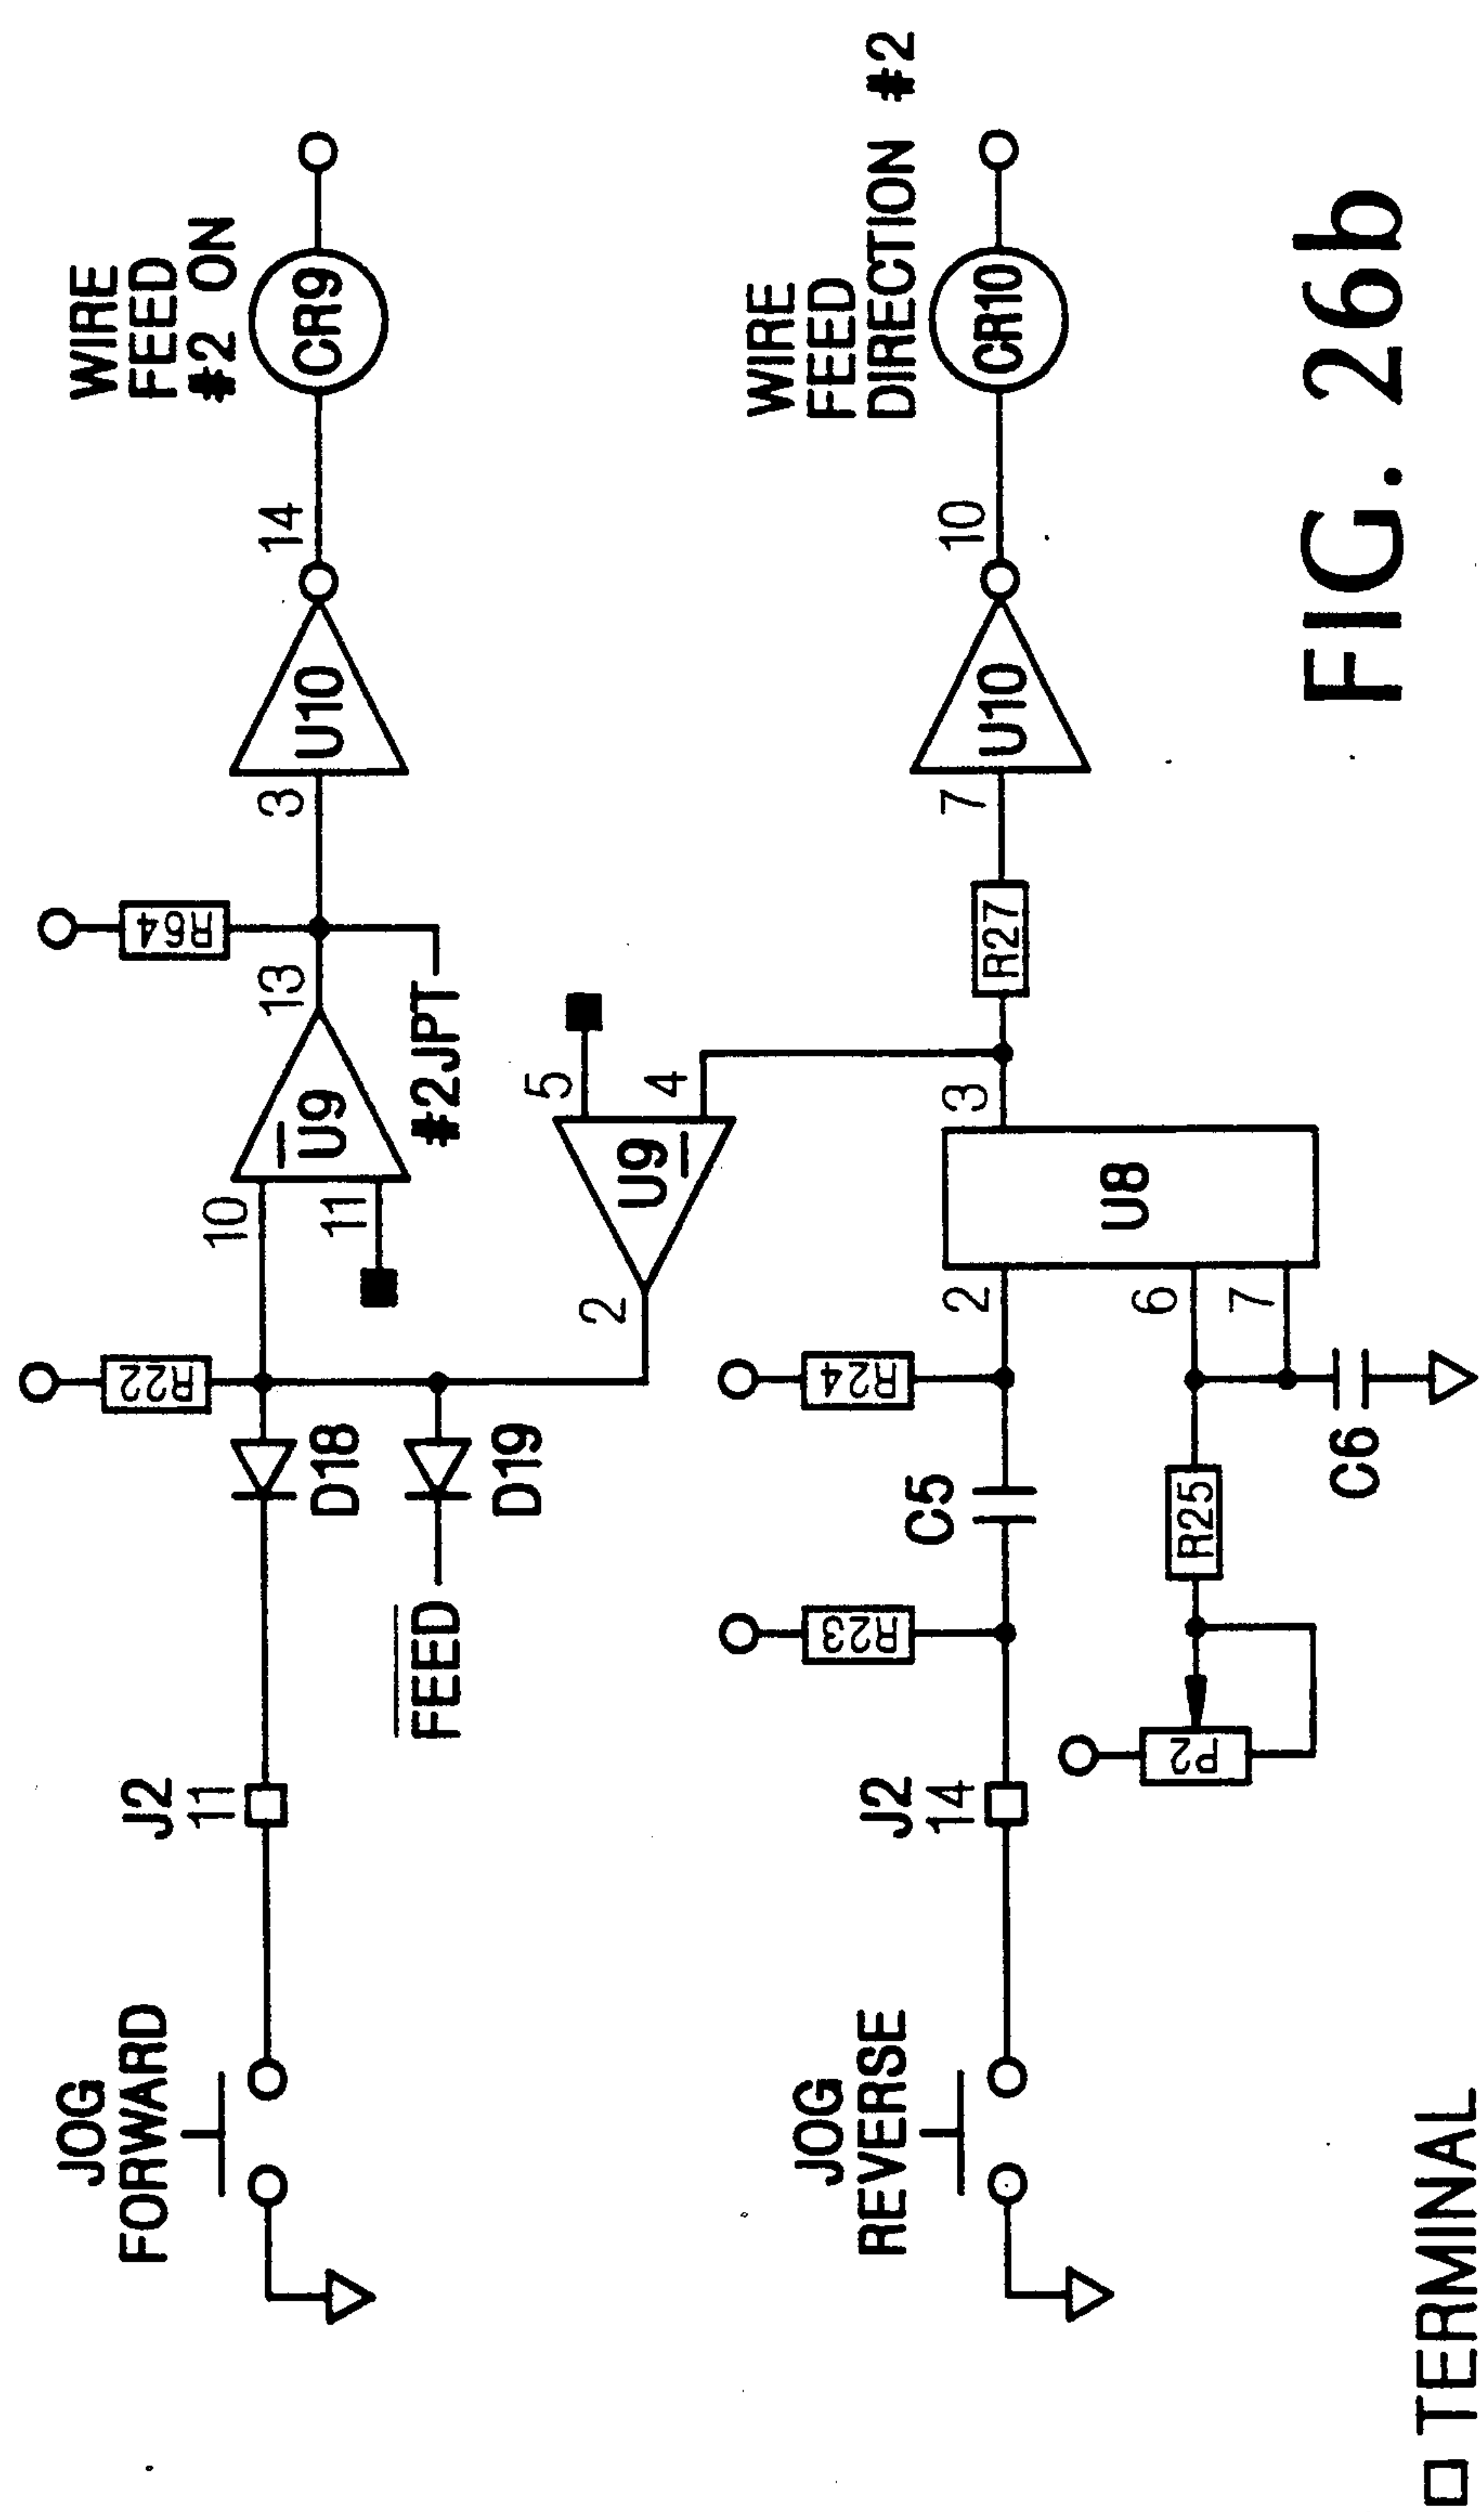 JOG
FORWARD
J2
11
D18
FEED
D19
R22
10
11
U9
13
R64
#2JPT
3
U10
14
WIRE
FEED
#2 ON
CR9
2
U9
5
4
JOG
REVERSE
J2
14
R23
C5
R24
2
P2
R25
6
7
C6
U8
3
R27
7
U10
10
WIRE
FEED
DIRECTION #2
CR10
TERMINAL
FIG. 26b